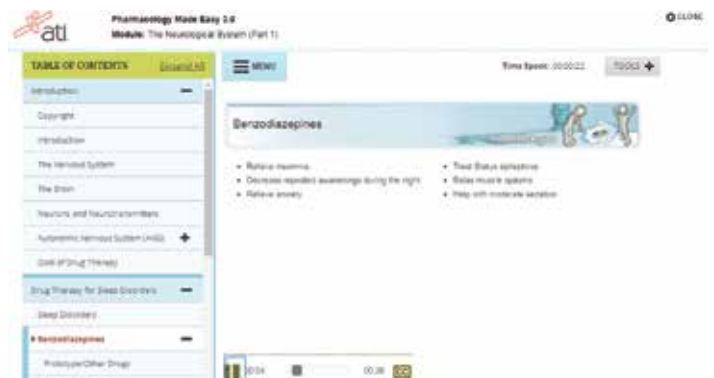 ati
Pharmacology Made Easy 3.0
Module: The Neurological System (Part 1)
CLOSE
TABLE OF CONTENTS
Expand All
MENU
Time Spent: 00:00:22
TOOLS
Introduction
Copyright
Introduction
The Nervous System
The Brain
Neurons and Neurotransmitters
Autonomic Nervous System (ANS)
Goal of Drug Therapy
Drug Therapy for Sleep Disorders
Sleep Disorders
Benzodiazepines
Prototype/Other Drugs
Benzodiazepines
• Relieve insomnia
• Decrease repeated awakenings during the night
• Relieve anxiety
• Treat Status epilepticus
• Relax muscle spasms
• Help with moderate sedation
00:04
00:38
CC